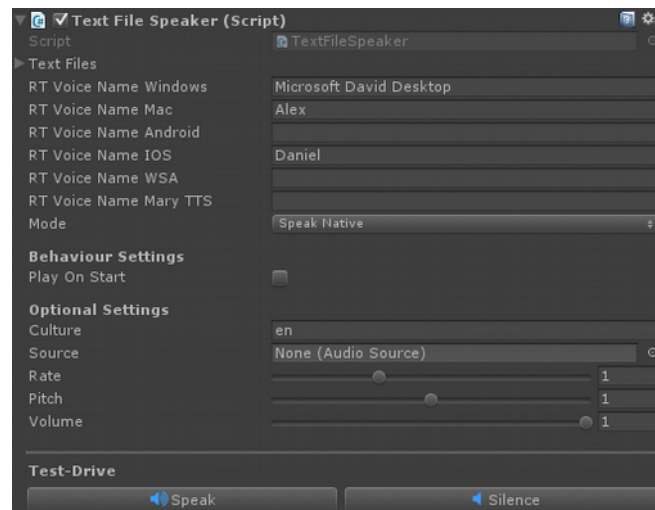 Text File Speaker (Script)
Script TextFileSpeaker
Text Files
RT Voice Name Windows Microsoft David Desktop
RT Voice Name Mac Alex
RT Voice Name Android
RT Voice Name IOS Daniel
RT Voice Name WSA
RT Voice Name Mary TTS
Mode Speak Native
Behaviour Settings
Play On Start
Optional Settings
Culture en
Source None (Audio Source)
Rate 1
Pitch 1
Volume 1
Test-Drive
Speak Silence